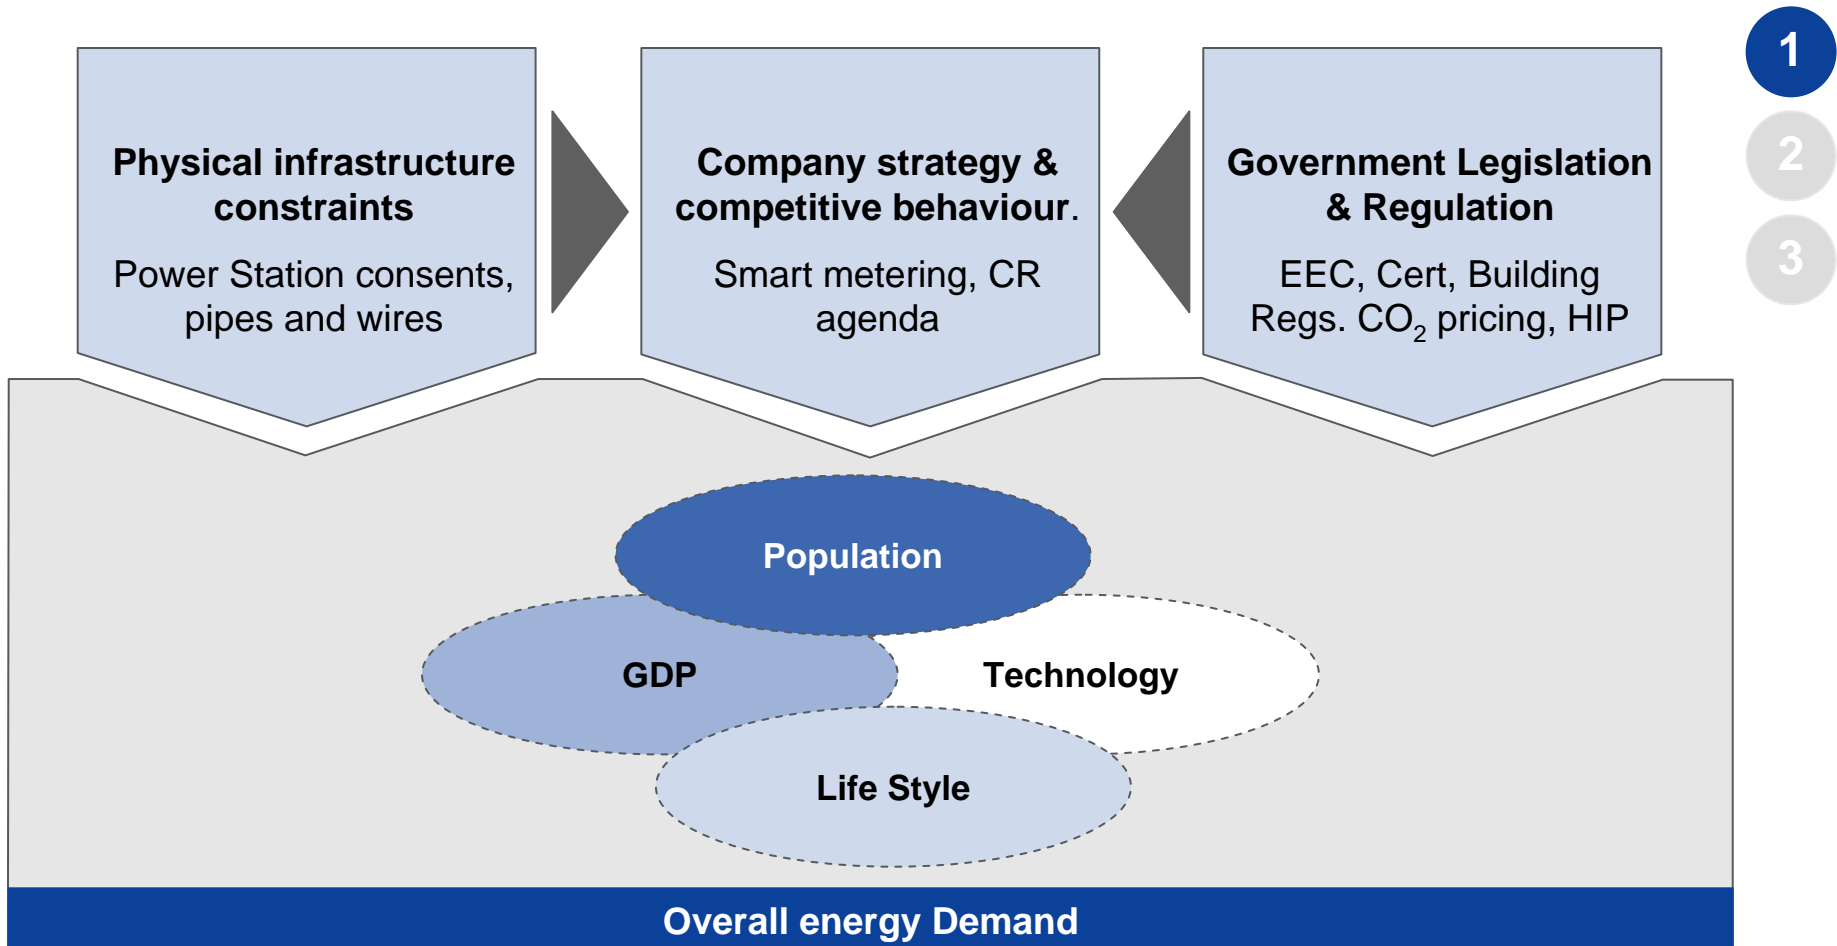 Physical infrastructure
constraints
Power Station consents,
pipes and wires
Company strategy &
competitive behaviour.
Smart metering, CR
agenda
Government Legislation
& Regulation
EEC, Cert, Building
Regs. CO₂ pricing, HIP
1
2
3
Population
GDP
Technology
Life Style
Overall energy Demand